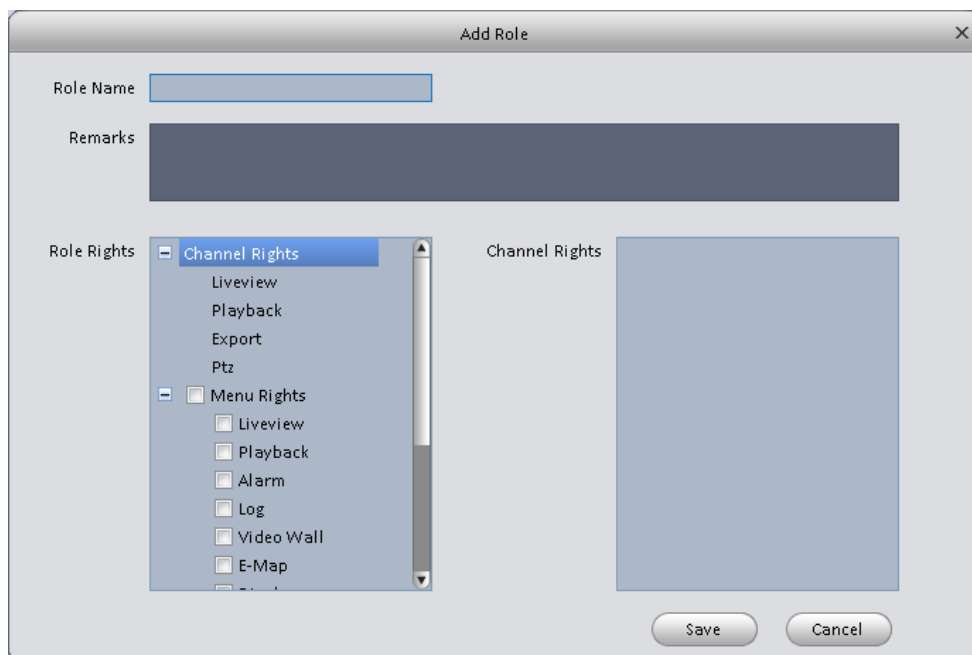 Add Role
Role Name
Remarks
Role Rights
Channel Rights
Liveview
Playback
Export
Ptz
Menu Rights
Liveview
Playback
Alarm
Log
Video Wall
E-Map
Channel Rights
Save
Cancel